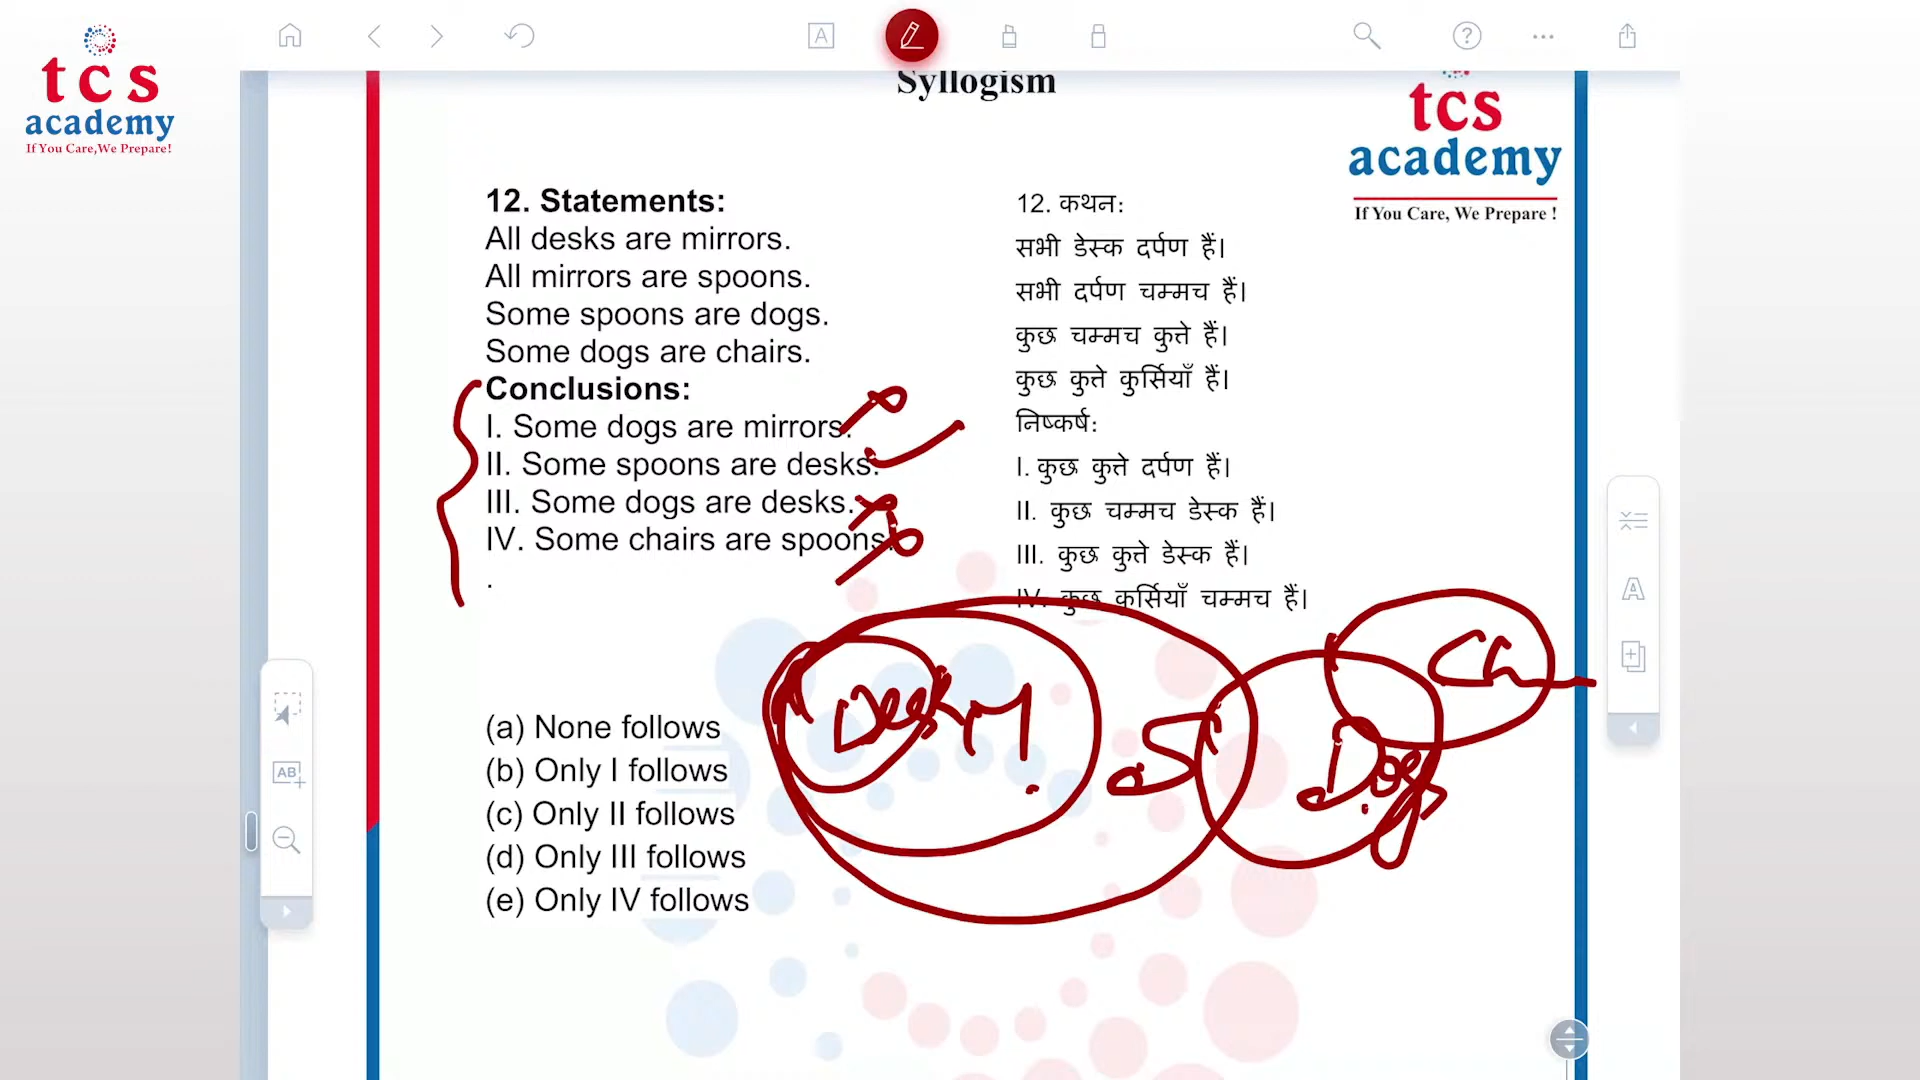 t c s
academy
If You Care,We Prepare!
Syllogism
tcs
academy
If You Care, We Prepare !
12. Statements:
All desks are mirrors.
All mirrors are spoons.
Some spoons are dogs.
Some dogs are chairs.
Conclusions:
I. Some dogs are mirrors.
II. Some spoons are desks.
III. Some dogs are desks.
IV. Some chairs are spoons.
.
(a) None follows
(b) Only I follows
(c) Only II follows
(d) Only III follows
(e) Only IV follows
12. कथन:
सभी डेस्क दर्पण हैं।
सभी दर्पण चम्मच हैं।
कुछ चम्मच कुत्ते हैं।
कुछ कुत्ते कुर्सियाँ हैं।
निष्कर्ष:
I. कुछ कुत्ते दर्पण हैं।
II. कुछ चम्मच डेस्क हैं।
III. कुछ कुत्ते डेस्क हैं।
IV. कुछ कुर्सियाँ चम्मच हैं।
Desk M S Dog Ch